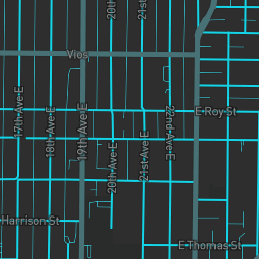 20th
21st
Vios
E Roy St
17th Ave E
18th Ave E
19th Ave E
20th Ave E
21st Ave E
22nd Ave E
Harrison St
E Thomas St